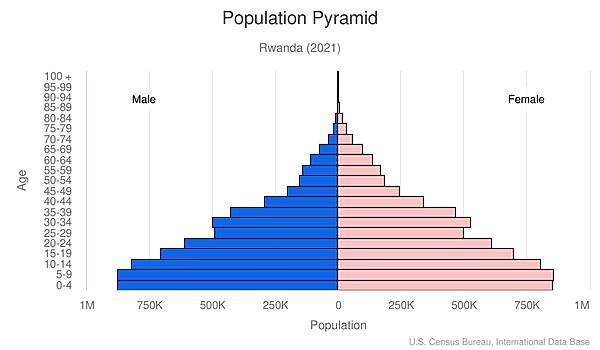 Population Pyramid
Rwanda (2021)
100 +
95-99
90-94
85-89
80-84
75-79
70-74
65-69
60-64
55-59
50-54
45-49
40-44
35-39
30-34
25-29
20-24
15-19
10-14
5-9
0-4
Male
Female
Age
1M 750K 500K 250K 0 250K 500K 750K 1M
Population
U.S. Census Bureau, International Data Base